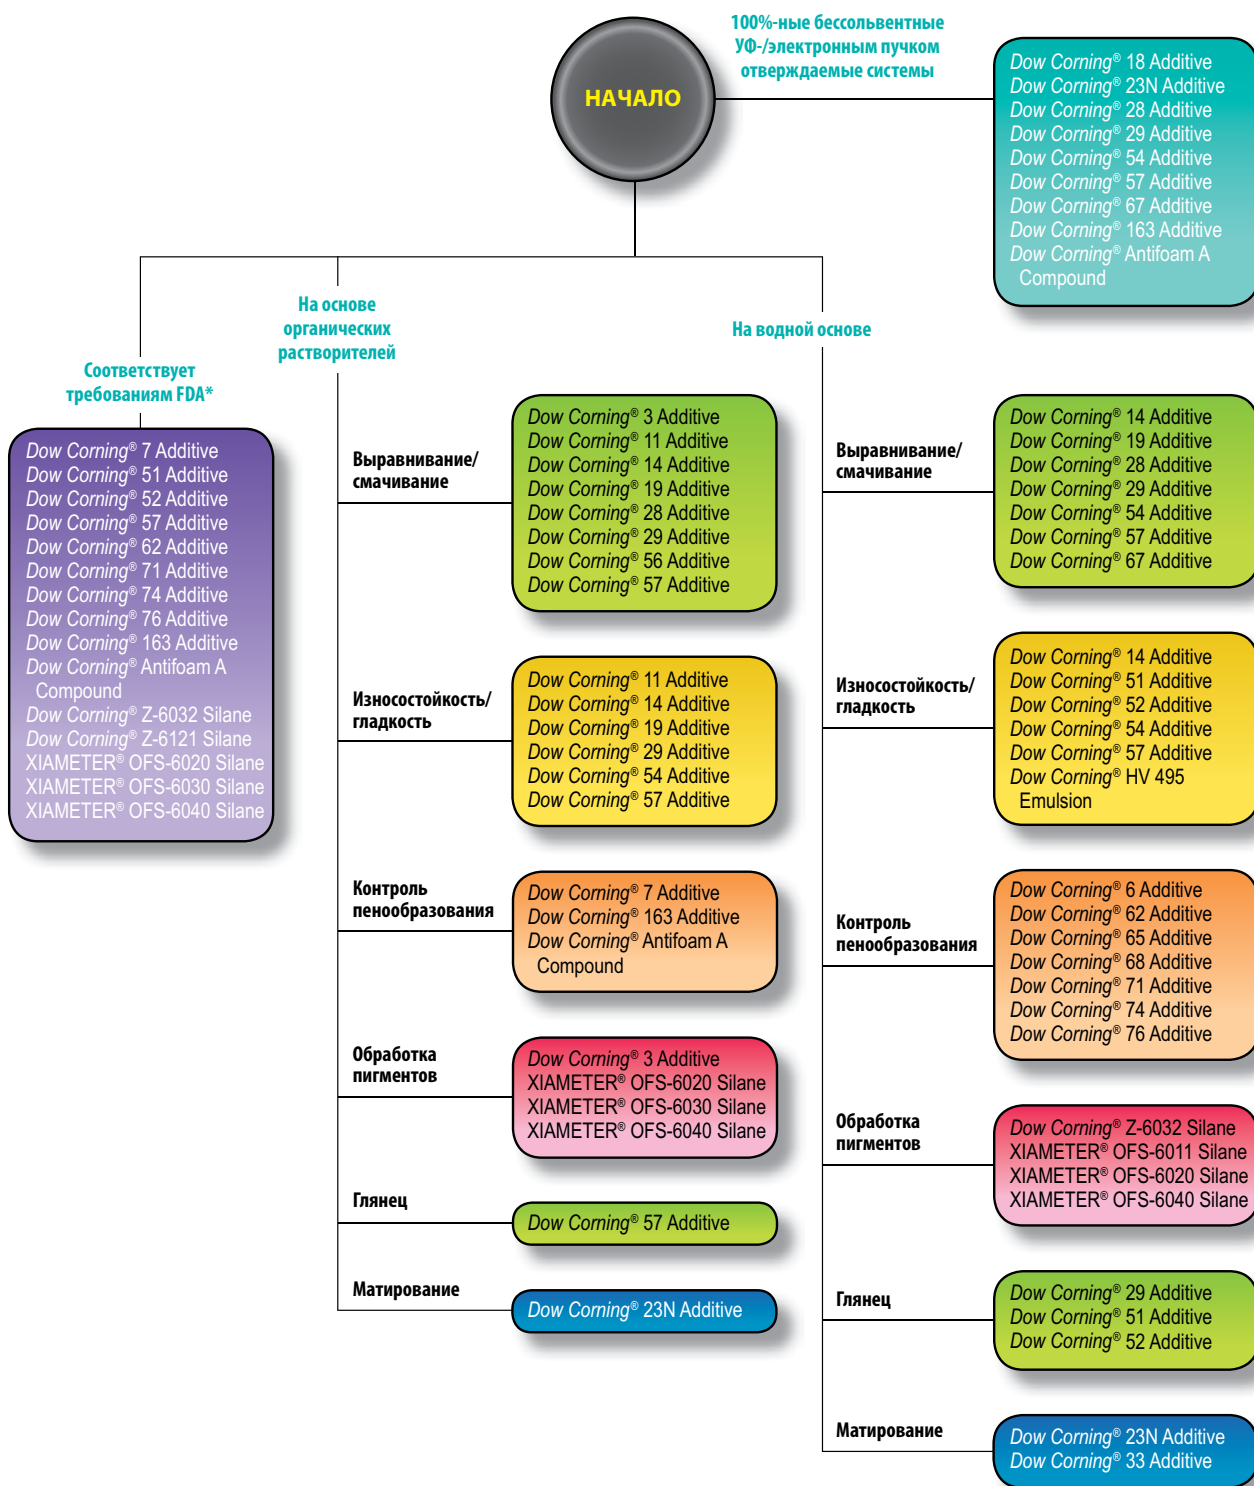 100%-ные бессольвентные
УФ-/электронным пучком
отверждаемые системы
НАЧАЛО
Dow Corning® 18 Additive
Dow Corning® 23N Additive
Dow Corning® 28 Additive
Dow Corning® 29 Additive
Dow Corning® 54 Additive
Dow Corning® 57 Additive
Dow Corning® 67 Additive
Dow Corning® 163 Additive
Dow Corning® Antifoam A
Compound
Соответствует
требованиям FDA*
Dow Corning® 7 Additive
Dow Corning® 51 Additive
Dow Corning® 52 Additive
Dow Corning® 57 Additive
Dow Corning® 62 Additive
Dow Corning® 71 Additive
Dow Corning® 74 Additive
Dow Corning® 76 Additive
Dow Corning® 163 Additive
Dow Corning® Antifoam A
Compound
Dow Corning® Z-6032 Silane
Dow Corning® Z-6121 Silane
XIAMETER® OFS-6020 Silane
XIAMETER® OFS-6030 Silane
XIAMETER® OFS-6040 Silane
На основе
органических
растворителей
Выравнивание/
смачивание
Dow Corning® 3 Additive
Dow Corning® 11 Additive
Dow Corning® 14 Additive
Dow Corning® 19 Additive
Dow Corning® 28 Additive
Dow Corning® 29 Additive
Dow Corning® 56 Additive
Dow Corning® 57 Additive
Износостойкость/
гладкость
Dow Corning® 11 Additive
Dow Corning® 14 Additive
Dow Corning® 19 Additive
Dow Corning® 29 Additive
Dow Corning® 54 Additive
Dow Corning® 57 Additive
Контроль
пенообразования
Dow Corning® 7 Additive
Dow Corning® 163 Additive
Dow Corning® Antifoam A
Compound
Обработка
пигментов
Dow Corning® 3 Additive
XIAMETER® OFS-6020 Silane
XIAMETER® OFS-6030 Silane
XIAMETER® OFS-6040 Silane
Глянец
Dow Corning® 57 Additive
Матирование
Dow Corning® 23N Additive
На водной основе
Выравнивание/
смачивание
Dow Corning® 14 Additive
Dow Corning® 19 Additive
Dow Corning® 28 Additive
Dow Corning® 29 Additive
Dow Corning® 54 Additive
Dow Corning® 57 Additive
Dow Corning® 67 Additive
Износостойкость/
гладкость
Dow Corning® 14 Additive
Dow Corning® 51 Additive
Dow Corning® 52 Additive
Dow Corning® 54 Additive
Dow Corning® 57 Additive
Dow Corning® HV 495
Emulsion
Контроль
пенообразования
Dow Corning® 6 Additive
Dow Corning® 62 Additive
Dow Corning® 65 Additive
Dow Corning® 68 Additive
Dow Corning® 71 Additive
Dow Corning® 74 Additive
Dow Corning® 76 Additive
Обработка
пигментов
Dow Corning® Z-6032 Silane
XIAMETER® OFS-6011 Silane
XIAMETER® OFS-6020 Silane
XIAMETER® OFS-6040 Silane
Глянец
Dow Corning® 29 Additive
Dow Corning® 51 Additive
Dow Corning® 52 Additive
Матирование
Dow Corning® 23N Additive
Dow Corning® 33 Additive